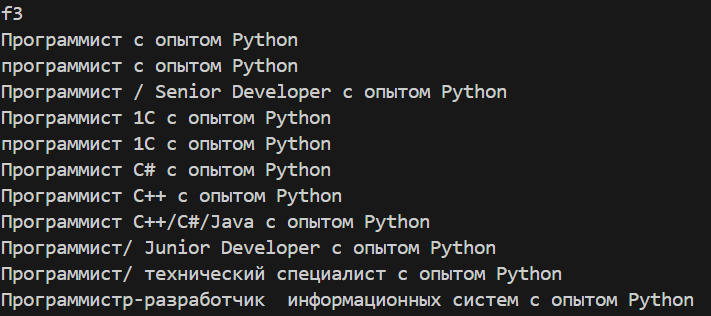 f3
Программист с опытом Python
программист с опытом Python
Программист / Senior Developer с опытом Python
Программист 1С с опытом Python
программист 1С с опытом Python
Программист C# с опытом Python
Программист C++ с опытом Python
Программист C++/C#/Java с опытом Python
Программист/ Junior Developer с опытом Python
Программист/ технический специалист с опытом Python
Программистр-разработчик  информационных систем с опытом Python